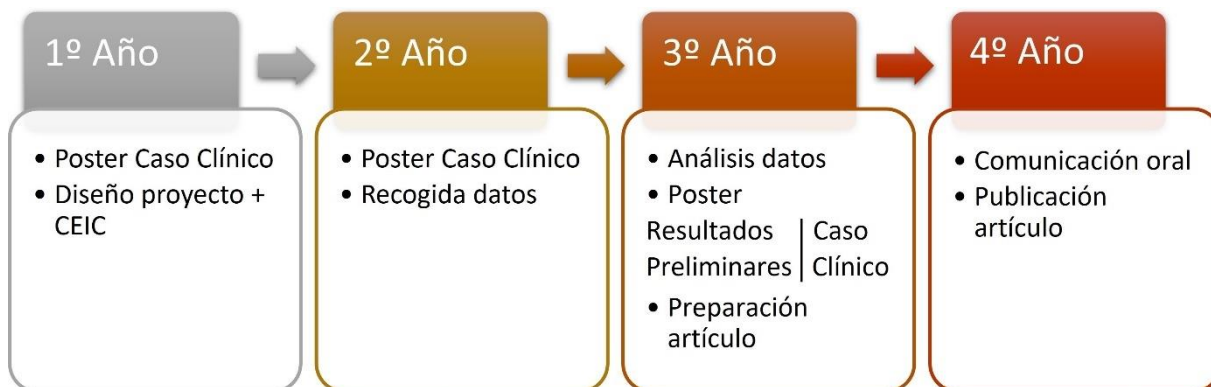 1º Año
• Poster Caso Clínico
• Diseño proyecto +
CEIC
2º Año
• Poster Caso Clínico
• Recogida datos
3º Año
• Análisis datos
• Poster
Resultados | Caso
Preliminares | Clínico
• Preparación
artículo
4º Año
• Comunicación oral
• Publicación
artículo